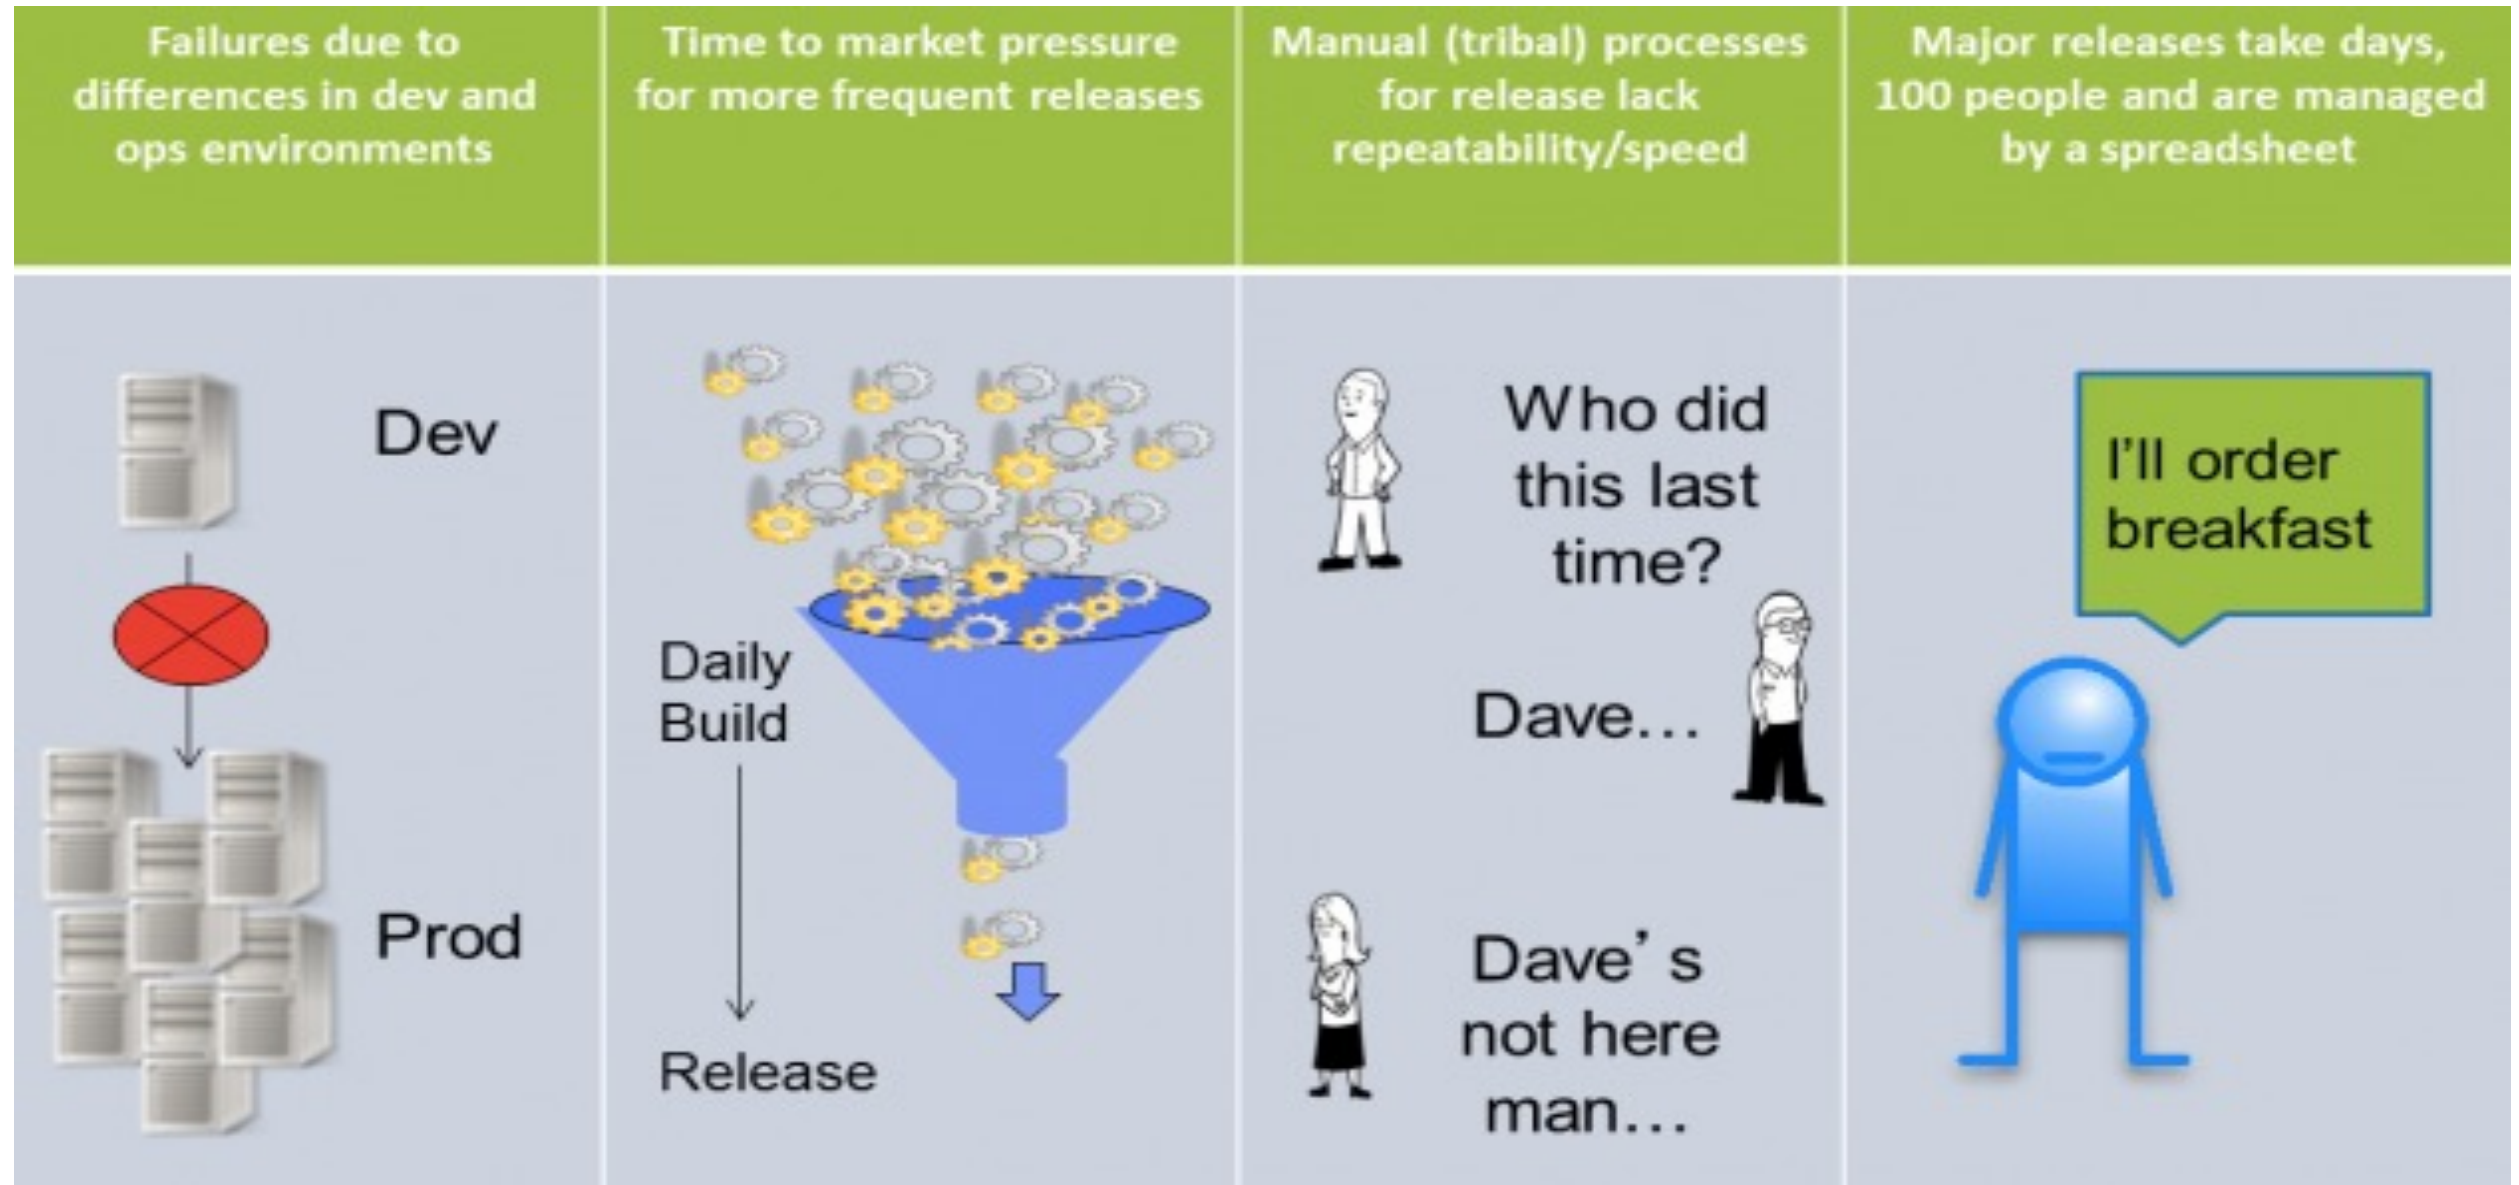 Failures due to
differences in dev and
ops environments
Time to market pressure
for more frequent releases
Manual (tribal) processes
for release lack
repeatability/speed
Major releases take days,
100 people and are managed
by a spreadsheet
Dev
Prod
Daily
Build
Release
Who did
this last
time?
Dave...
Dave's
not here
man...
I'll order
breakfast